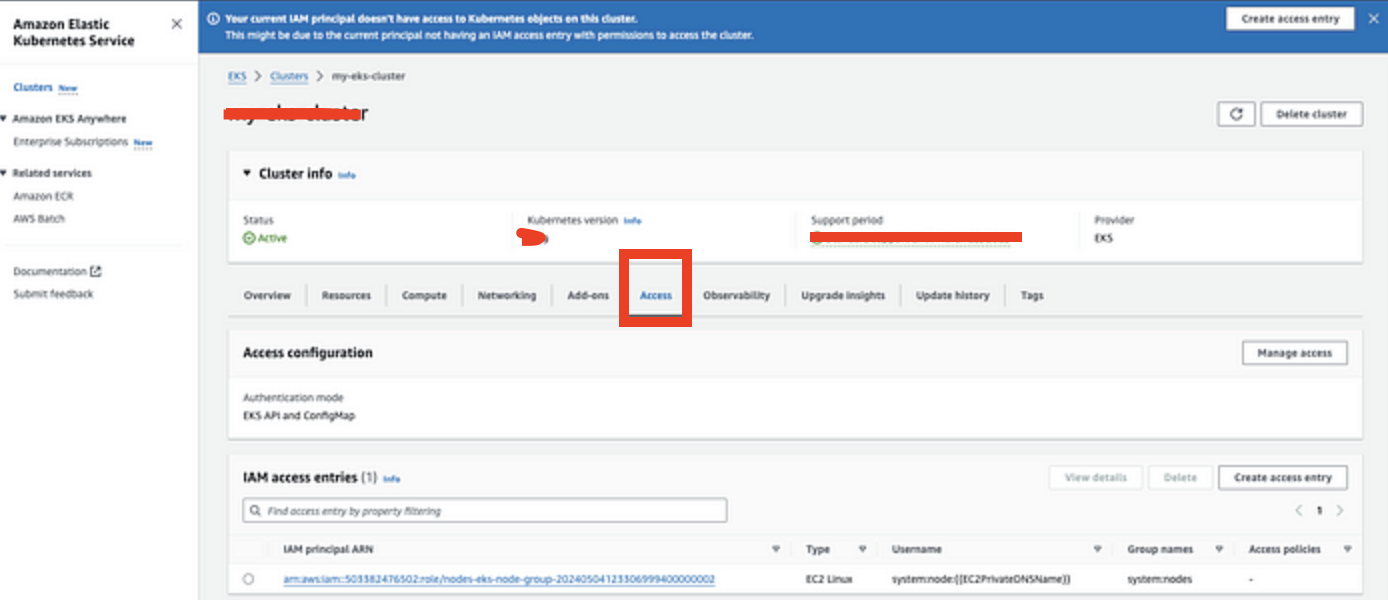 Amazon Elastic
Kubernetes Service
Clusters New
Amazon EKS Anywhere
Enterprise Subscriptions New
Related services
Amazon ECR
AWS Batch
Documentation
Submit feedback
Your current IAM principal doesn't have access to Kubernetes objects on this cluster.
This might be due to the current principal not having an IAM access entry with permissions to access the cluster.
Create access entry
EKS > Clusters > my-eks-cluster
my-eks-cluster
Delete cluster
Cluster info Info
Status
Active
Kubernetes version Info
Support period
Provider
EKS
Overview Resources Compute Networking Add-ons Access Observability Upgrade insights Update history Tags
Access configuration
Manage access
Authentication mode
EKS API and ConfigMap
IAM access entries (1) Info
View details Delete Create access entry
Find access entry by property filtering
1
IAM principal ARN Type Username Group names Access policies
arn:aws:iam::503382476502:role/nodes-eks-node-group-20240504123306999400000002 EC2 Linux system:node:{{EC2PrivateDNSName}} system:nodes -